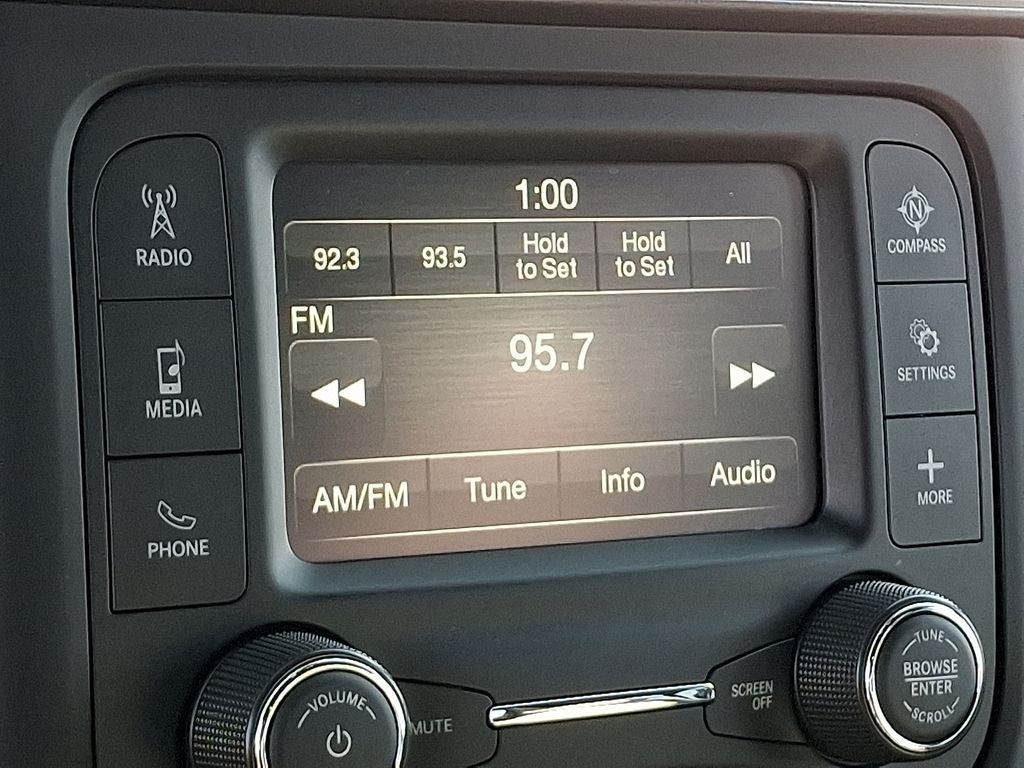 1:00
92.3
93.5
Hold
to Set
Hold
to Set
All
FM
95.7
AM/FM
Tune
Info
Audio
RADIO
MEDIA
PHONE
N
COMPASS
SETTINGS
MORE
VOLUME
MUTE
SCREEN
OFF
TUNE
BROWSE
ENTER
SCROLL